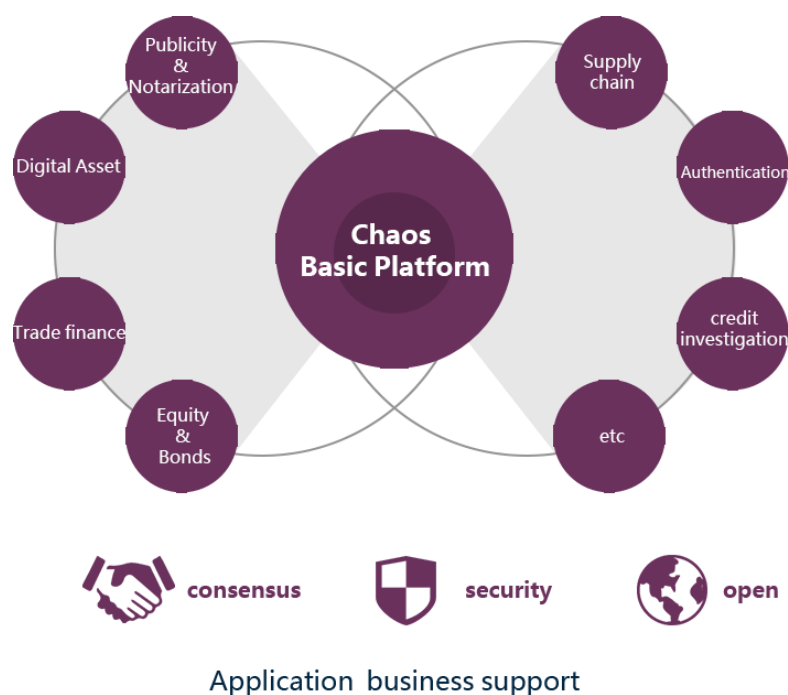 Publicity
&
Notarization
Digital Asset
Trade finance
Equity
&
Bonds
Chaos
Basic Platform
Supply
chain
Authentication
credit
investigation
etc
consensus
security
open
Application business support